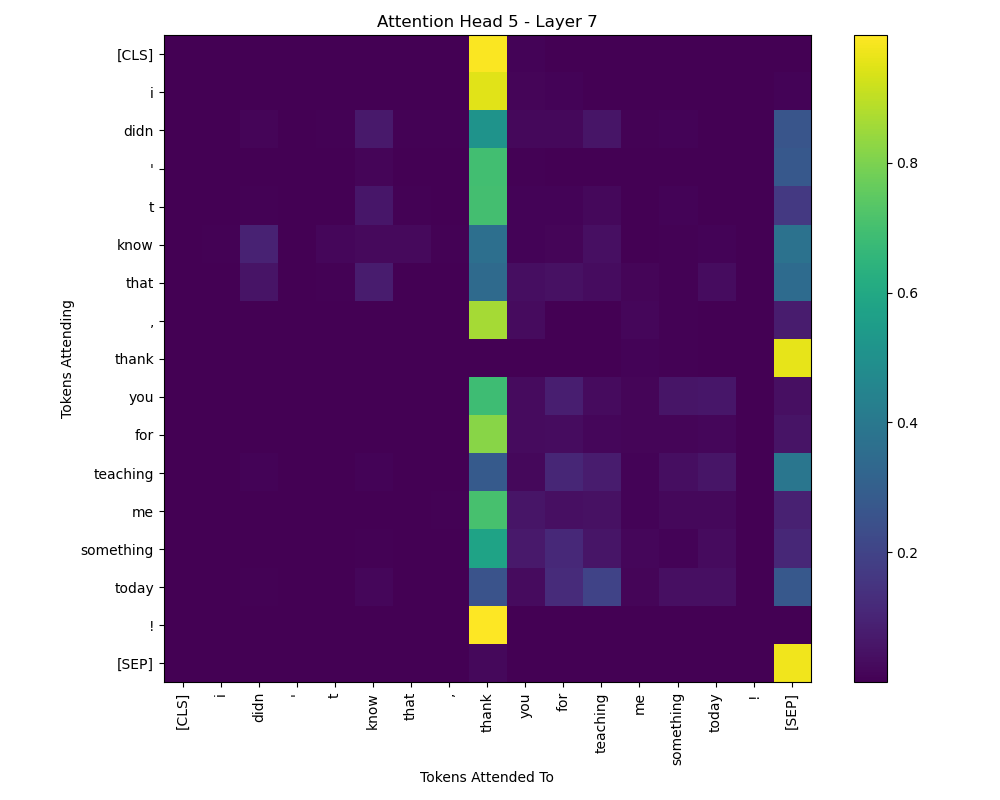 Attention Head 5 - Layer 7
Tokens Attending
[CLS]
i
didn
'
t
know
that
,
thank
you
for
teaching
me
something
today
!
[SEP]
[CLS]
i
didn
'
t
know
that
,
thank
you
for
teaching
me
something
today
!
[SEP]
Tokens Attended To
0.8
0.6
0.4
0.2